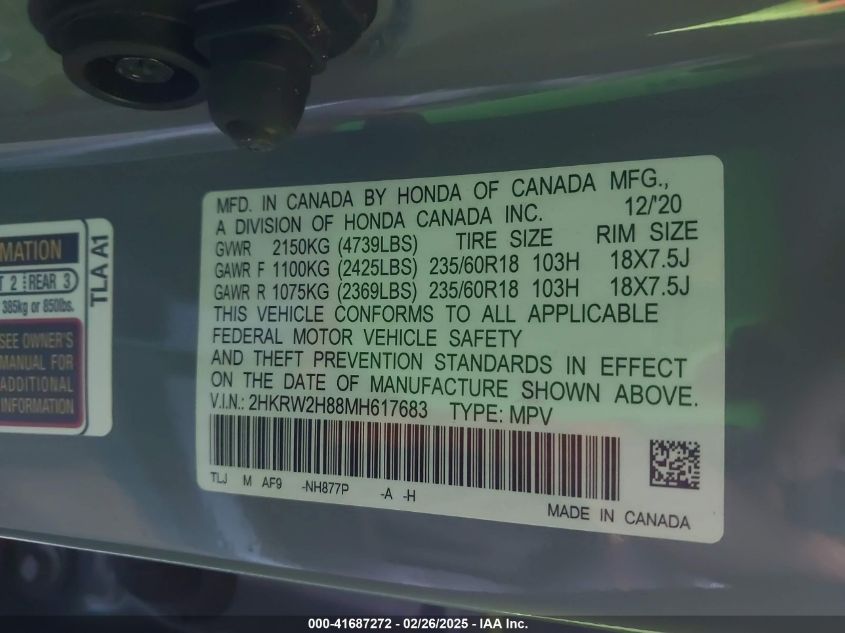 MATION
T 2 REAR 3
385kg or 850lbs.
SEE OWNER'S
MANUAL FOR
ADDITIONAL
INFORMATION
TLA A1
MFD. IN CANADA BY HONDA OF CANADA MFG.,
A DIVISION OF HONDA CANADA INC. 12/'20
GVWR 2150KG (4739LBS) TIRE SIZE RIM SIZE
GAWR F 1100KG (2425LBS) 235/60R18 103H 18X7.5J
GAWR R 1075KG (2369LBS) 235/60R18 103H 18X7.5J
THIS VEHICLE CONFORMS TO ALL APPLICABLE
FEDERAL MOTOR VEHICLE SAFETY
AND THEFT PREVENTION STANDARDS IN EFFECT
ON THE DATE OF MANUFACTURE SHOWN ABOVE.
V.I.N.: 2HKRW2H88MH617683 TYPE: MPV
TLJ M AF9 -NH877P -A -H
MADE IN CANADA
000-41687272 - 02/26/2025 - IAA Inc.